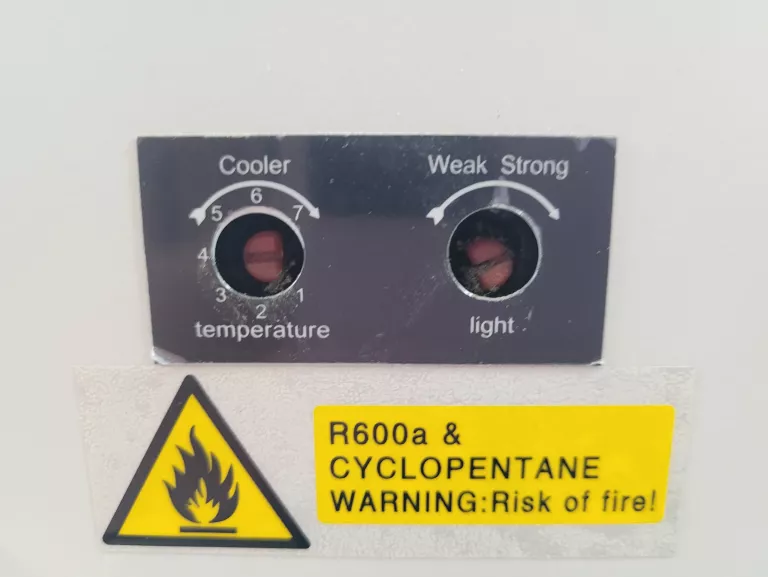 Cooler
Weak Strong
6
5 7
4
3 1
2
temperature
light
R600a &
CYCLOPENTANE
WARNING:Risk of fire!